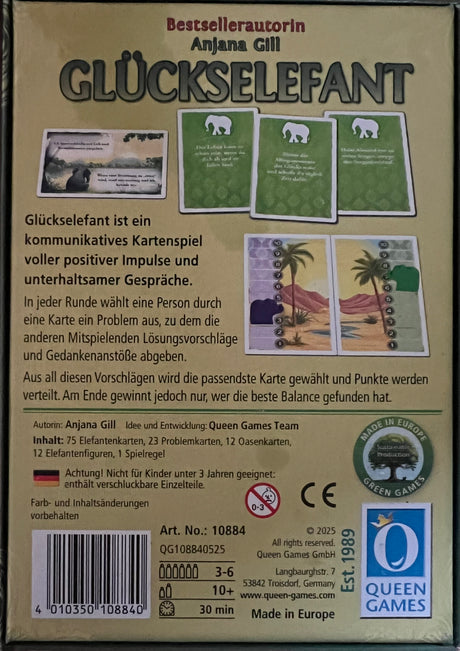 Bestsellerautorin
Anjana Gill
GLÜCKSELEFANT
Glückselefant ist ein
kommunikatives Kartenspiel
voller positiver Impulse und
unterhaltsamer Gespräche.
In jeder Runde wählt eine Person durch
eine Karte ein Problem aus, zu dem die
anderen Mitspielenden Lösungsvorschläge
und Gedankenanstöße abgeben.
Aus all diesen Vorschlägen wird die passendste Karte gewählt und Punkte werden
verteilt. Am Ende gewinnt jedoch nur, wer die beste Balance gefunden hat.
Autorin: Anjana Gill Idee und Entwicklung: Queen Games Team
Inhalt: 75 Elefantenkarten, 23 Problemkarten, 12 Oasenkarten,
12 Elefantenfiguren, 1 Spielregel
Achtung! Nicht für Kinder unter 3 Jahren geeignet:
enthält verschluckbare Einzelteile.
Farb- und Inhaltsänderungen
vorbehalten
MADE IN EUROPE
Sustainable
Production
GREEN GAMES
0-3
CE
4 010350 108840
Art. No.: 10884
QG108840525
3-6
10+
30 min
© 2025
All rights reserved.
Queen Games GmbH
Langbaurghstr. 7
53842 Troisdorf, Germany
www.queen-games.com
Made in Europe
Est. 1989
QUEEN
GAMES